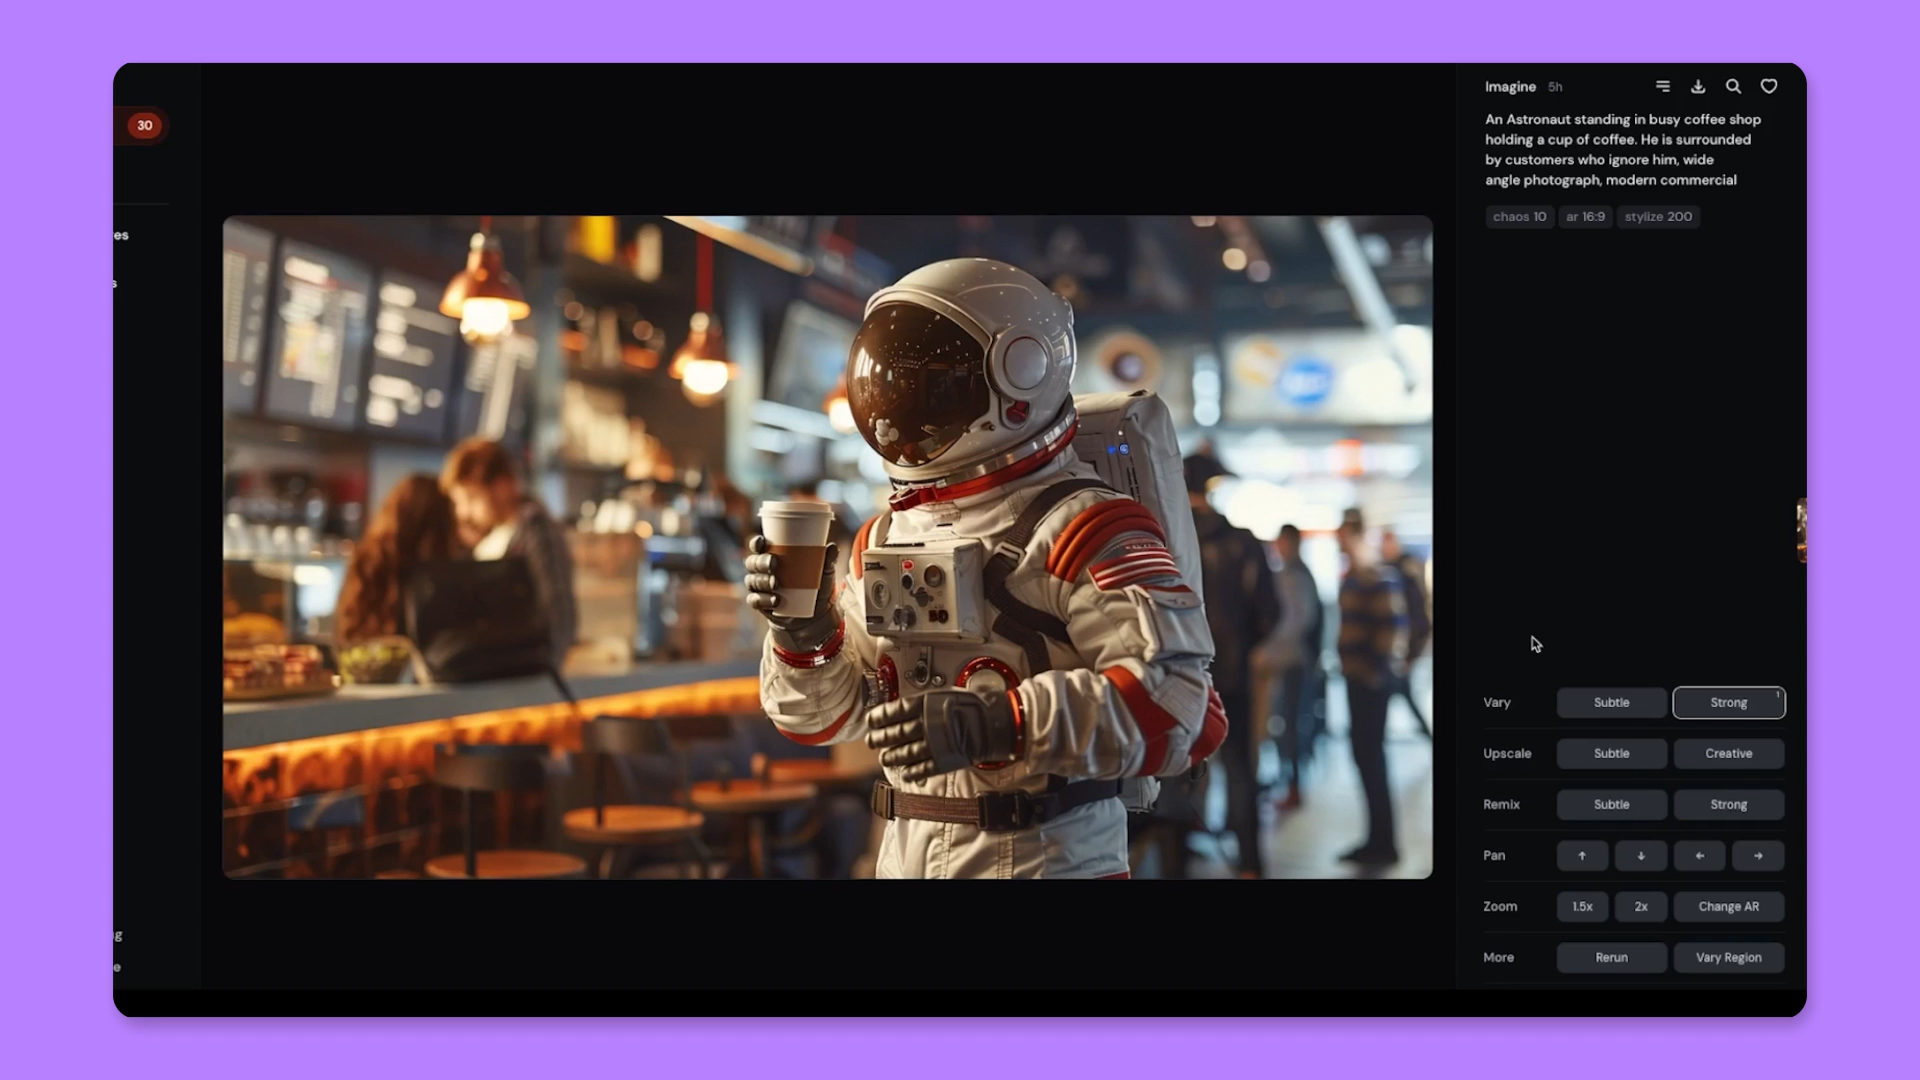 30
es
s
g
e
Imagine 5h
An Astronaut standing in busy coffee shop
holding a cup of coffee. He is surrounded
by customers who ignore him, wide
angle photograph, modern commercial
chaos 10 ar 16:9 stylize 200
Vary Subtle Strong 1
Upscale Subtle Creative
Remix Subtle Strong
Pan ↑ ↓ ← →
Zoom 1.5x 2x Change AR
More Rerun Vary Region